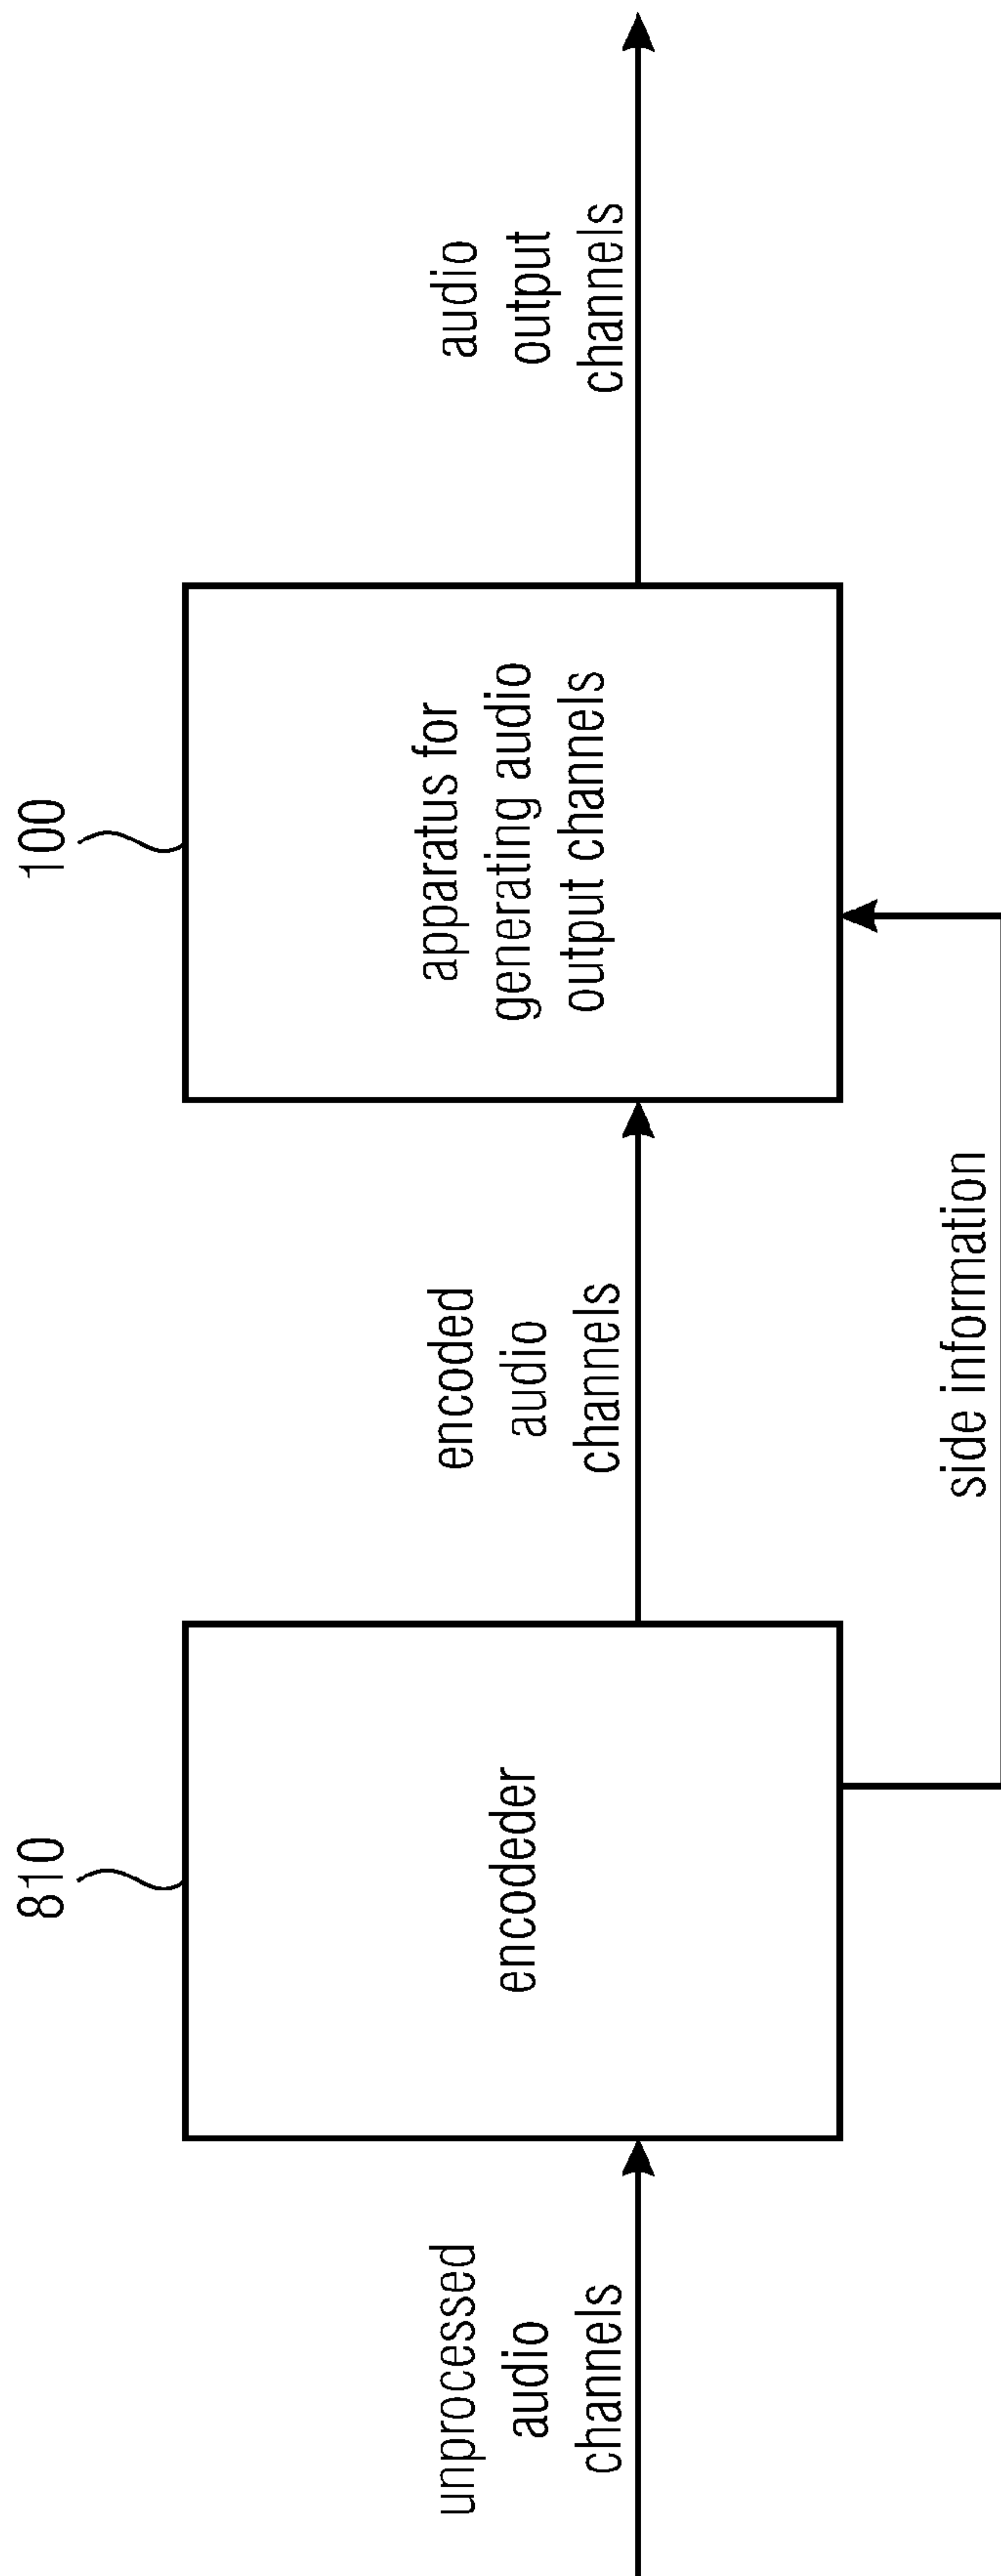 810
100
unprocessed
audio
channels
encodeder
encoded
audio
channels
apparatus for
generating audio
output channels
audio
output
channels
side information